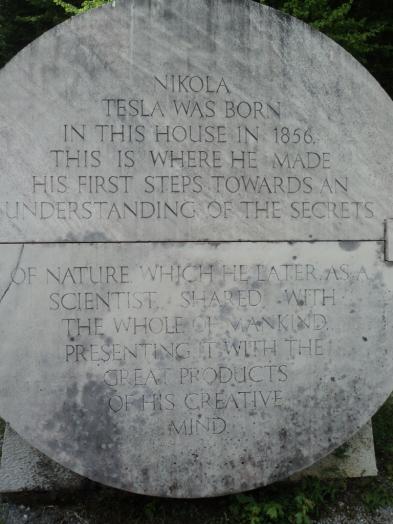 NIKOLA
TESLA WAS BORN
IN THIS HOUSE IN 1856.
THIS IS WHERE HE MADE
HIS FIRST STEPS TOWARDS AN
UNDERSTANDING OF THE SECRETS
OF NATURE, WHICH HE LATER, AS A
SCIENTIST, SHARED WITH
THE WHOLE OF MANKIND,
PRESENTING IT WITH THE
GREAT PRODUCTS
OF HIS CREATIVE
MIND.